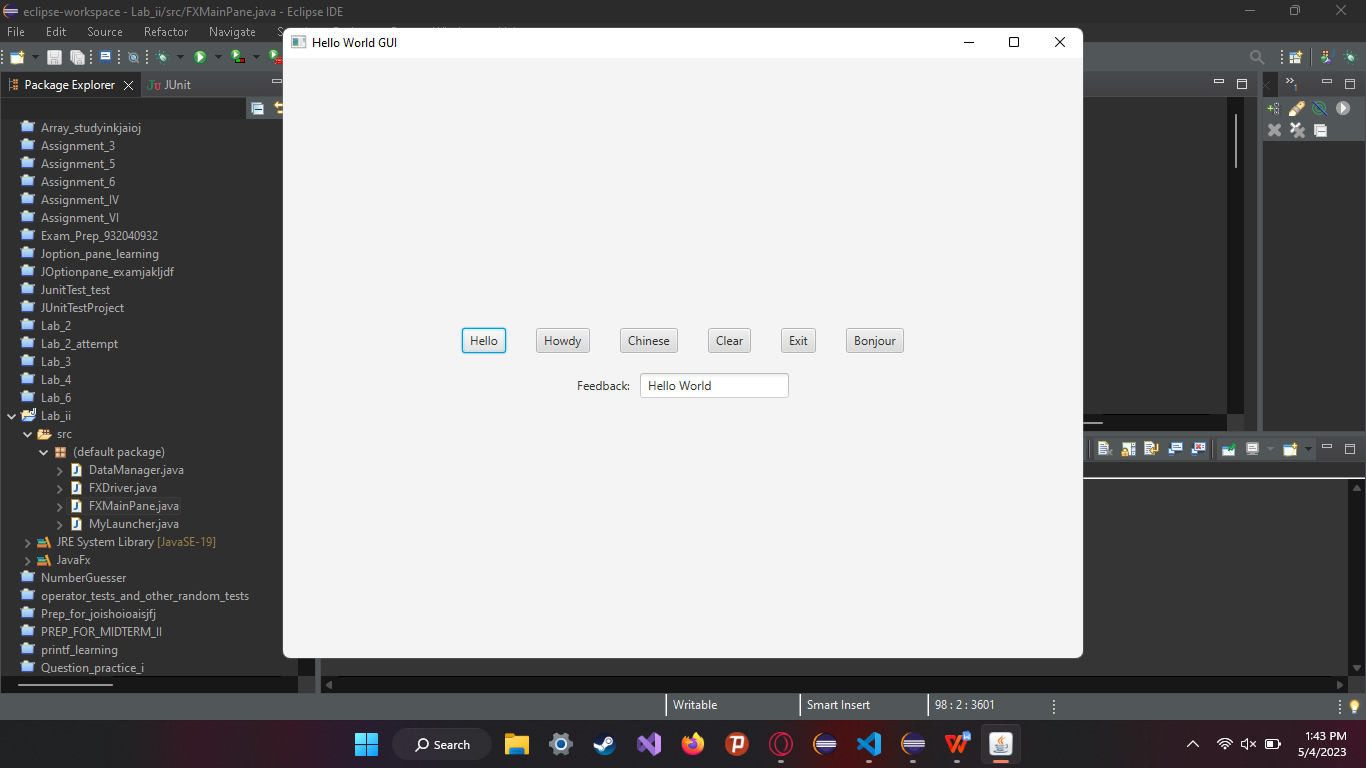 eclipse-workspace - Lab_ii/src/FXMainPane.java - Eclipse IDE
File Edit Source Refactor Navigate
Hello World GUI
Package Explorer
JUnit
Array_studyinkjaioj
Assignment_3
Assignment_5
Assignment_6
Assignment_IV
Assignment_VI
Exam_Prep_932040932
Joption_pane_learning
JOptionpane_examjakljdf
JunitTest_test
JUnitTestProject
Lab_2
Lab_2_attempt
Lab_3
Lab_4
Lab_6
Lab_ii
src
(default package)
DataManager.java
FXDriver.java
FXMainPane.java
MyLauncher.java
JRE System Library [JavaSE-19]
JavaFx
NumberGuesser
operator_tests_and_other_random_tests
Prep_for_joishoioaisjfj
PREP_FOR_MIDTERM_II
printf_learning
Question_practice_i
Hello Howdy Chinese Clear Exit Bonjour
Feedback: Hello World
Writable Smart Insert 98 : 2 : 3601
Search
1:43 PM
5/4/2023